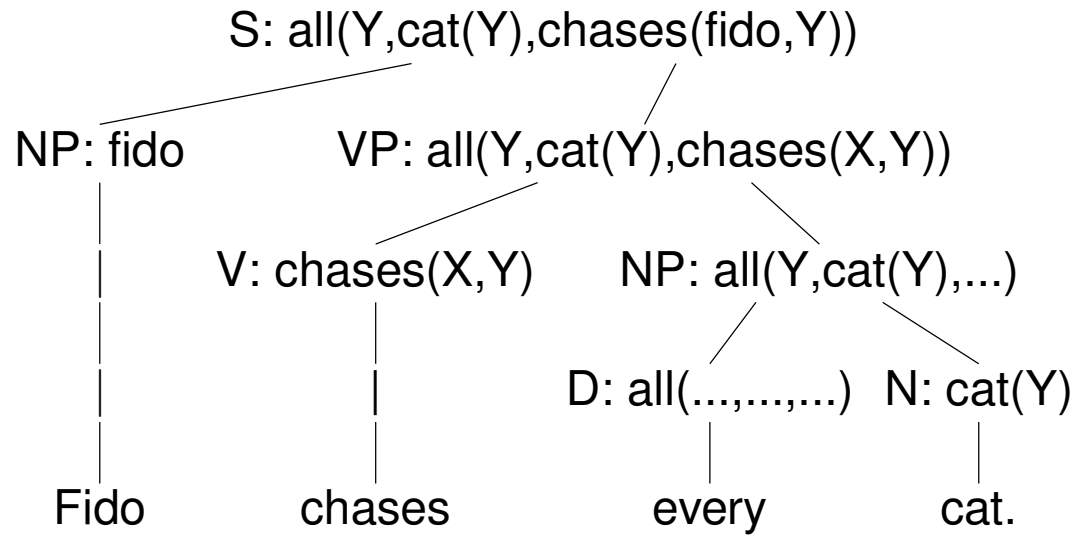 S: all(Y,cat(Y),chases(fido,Y))
NP: fido VP: all(Y,cat(Y),chases(X,Y))
V: chases(X,Y) NP: all(Y,cat(Y),...)
D: all(...,...,...) N: cat(Y)
Fido chases every cat.